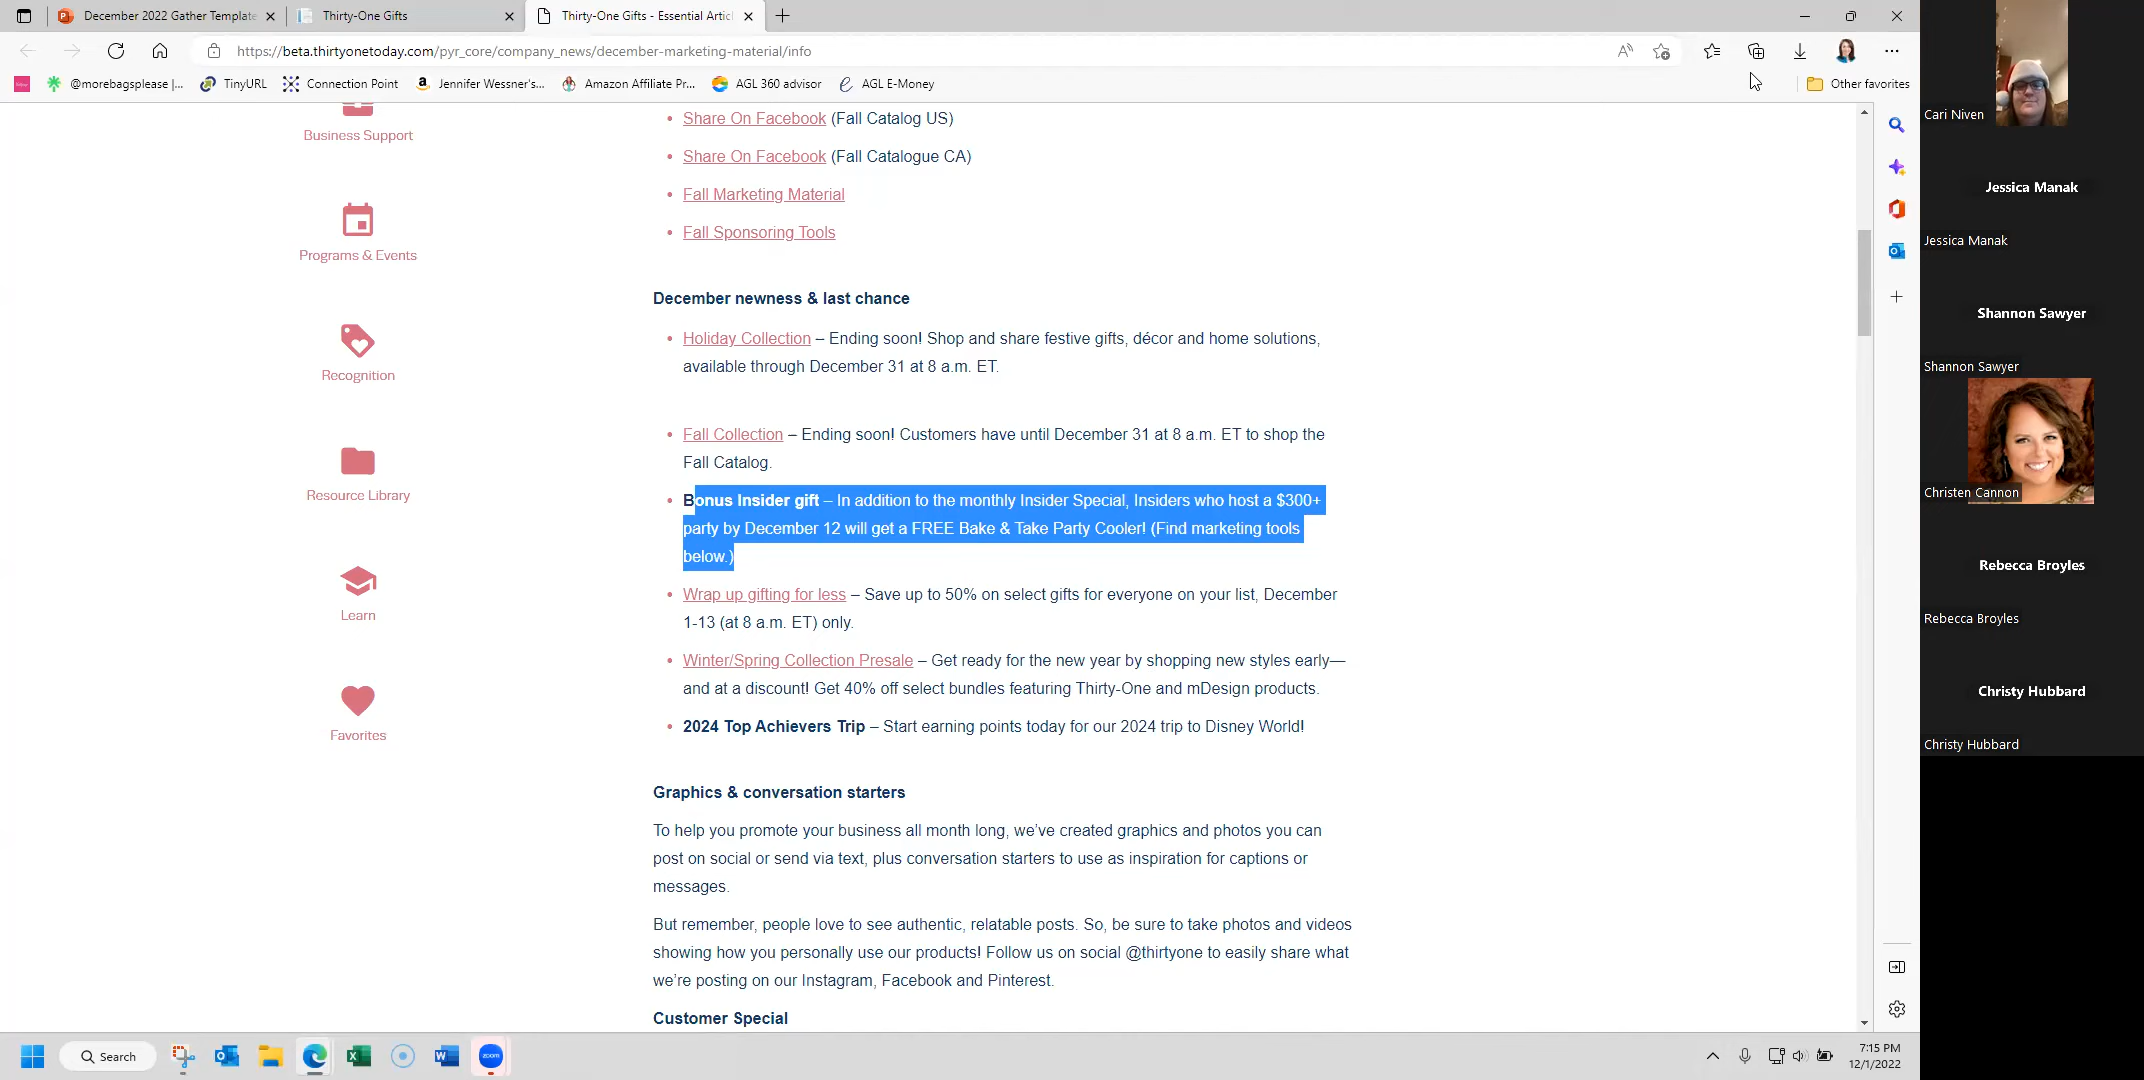 December 2022 Gather Template
Thirty-One Gifts
Thirty-One Gifts - Essential Artic
https://beta.thirtyonetoday.com/pyr_core/company_news/december-marketing-material/info
@morebagsplease |...
TinyURL
Connection Point
Jennifer Wessner's...
Amazon Affiliate Pr...
AGL 360 advisor
AGL E-Money
Other favorites
Business Support
Programs & Events
Recognition
Resource Library
Learn
Favorites
• Share On Facebook (Fall Catalog US)
• Share On Facebook (Fall Catalogue CA)
• Fall Marketing Material
• Fall Sponsoring Tools
December newness & last chance
• Holiday Collection – Ending soon! Shop and share festive gifts, décor and home solutions,
available through December 31 at 8 a.m. ET.
• Fall Collection – Ending soon! Customers have until December 31 at 8 a.m. ET to shop the
Fall Catalog.
• Bonus Insider gift – In addition to the monthly Insider Special, Insiders who host a $300+
party by December 12 will get a FREE Bake & Take Party Cooler! (Find marketing tools
below.)
• Wrap up gifting for less – Save up to 50% on select gifts for everyone on your list, December
1-13 (at 8 a.m. ET) only.
• Winter/Spring Collection Presale – Get ready for the new year by shopping new styles early—
and at a discount! Get 40% off select bundles featuring Thirty-One and mDesign products.
• 2024 Top Achievers Trip – Start earning points today for our 2024 trip to Disney World!
Graphics & conversation starters
To help you promote your business all month long, we've created graphics and photos you can
post on social or send via text, plus conversation starters to use as inspiration for captions or
messages.
But remember, people love to see authentic, relatable posts. So, be sure to take photos and videos
showing how you personally use our products! Follow us on social @thirtyone to easily share what
we're posting on our Instagram, Facebook and Pinterest.
Customer Special
Cari Niven
Jessica Manak
Jessica Manak
Shannon Sawyer
Shannon Sawyer
Christen Cannon
Rebecca Broyles
Rebecca Broyles
Christy Hubbard
Christy Hubbard
Search
zoom
7:15 PM
12/1/2022